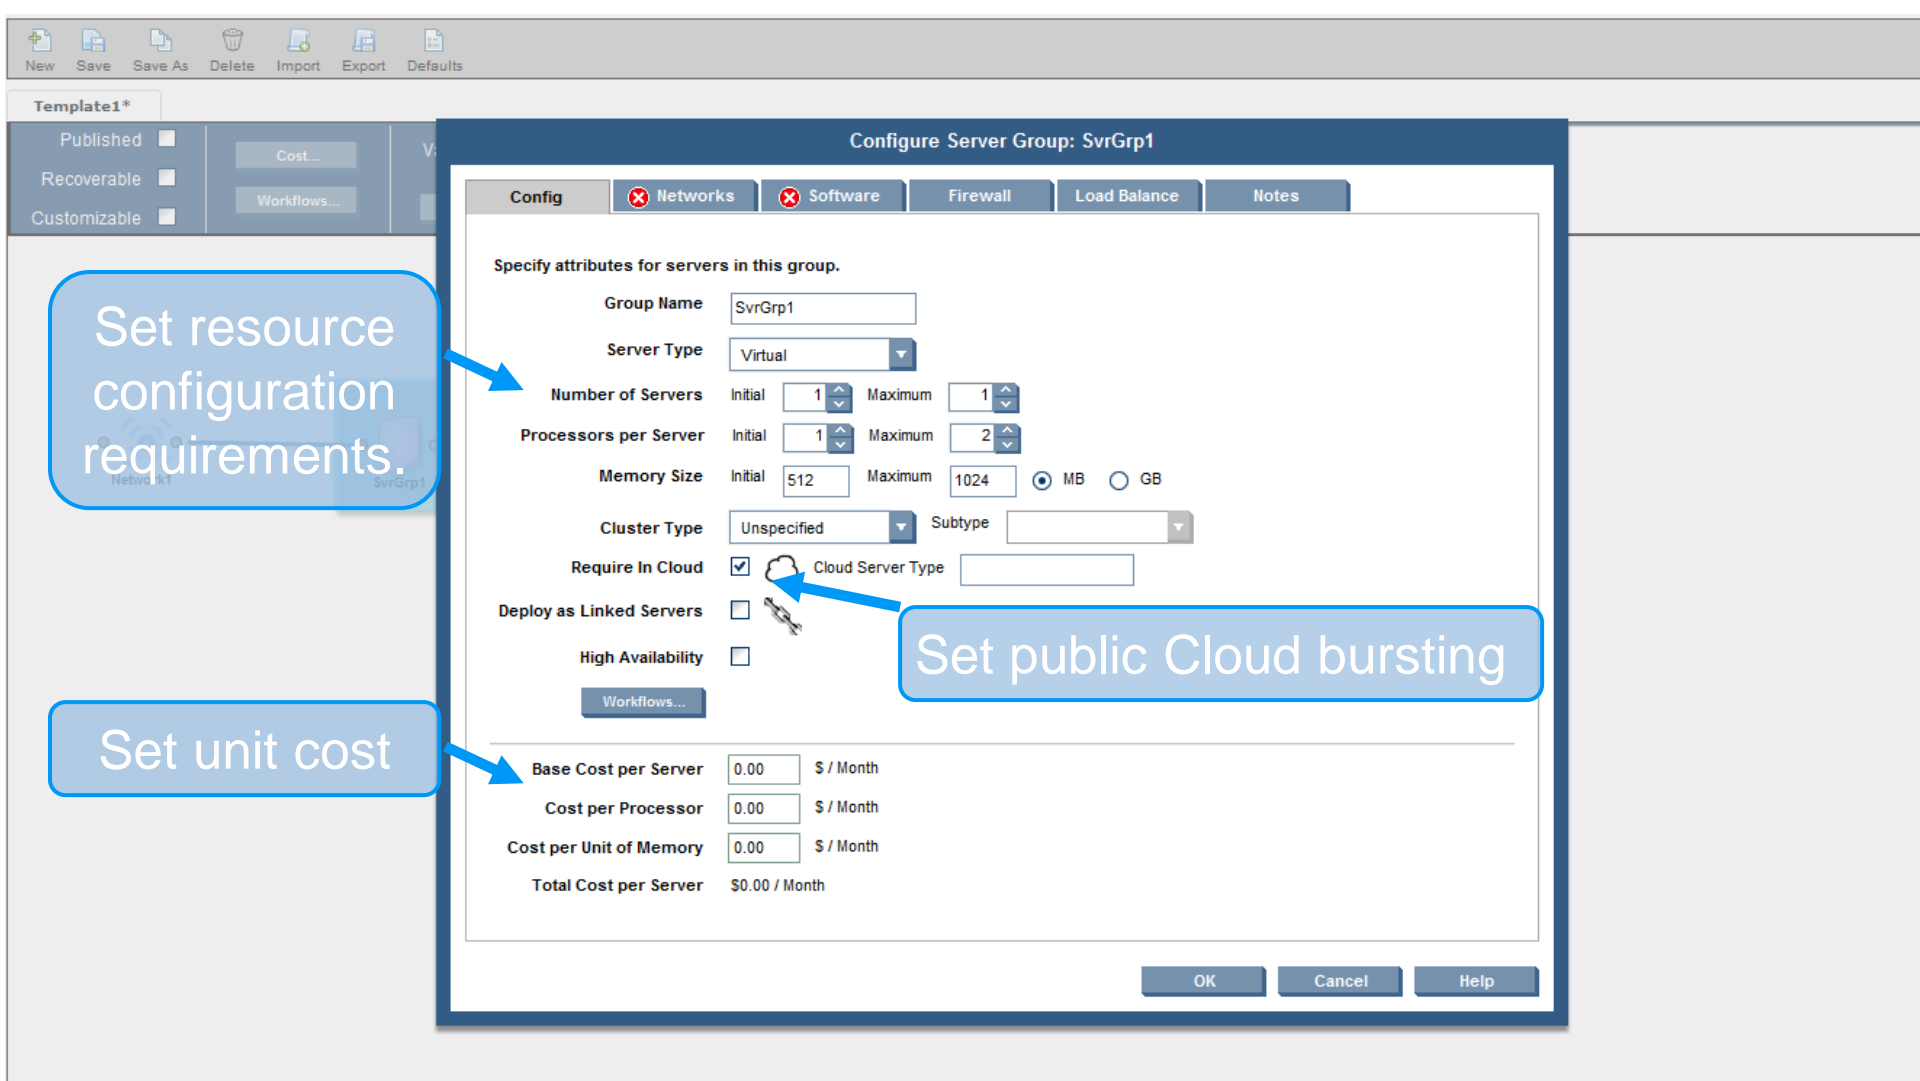 New Save Save As Delete Import Export Defaults
Template1*
Published
Recoverable
Customizable
Cost...
Workflows...
Configure Server Group: SvrGrp1
Config Networks Software Firewall Load Balance Notes
Specify attributes for servers in this group.
Group Name SvrGrp1
Server Type Virtual
Number of Servers Initial 1 Maximum 1
Processors per Server Initial 1 Maximum 2
Memory Size Initial 512 Maximum 1024 MB GB
Cluster Type Unspecified Subtype
Require In Cloud Cloud Server Type
Deploy as Linked Servers
High Availability
Workflows...
Base Cost per Server 0.00 $ / Month
Cost per Processor 0.00 $ / Month
Cost per Unit of Memory 0.00 $ / Month
Total Cost per Server $0.00 / Month
OK Cancel Help
Set resource
configuration
requirements.
Network1
SvrGrp1
Set public Cloud bursting
Set unit cost